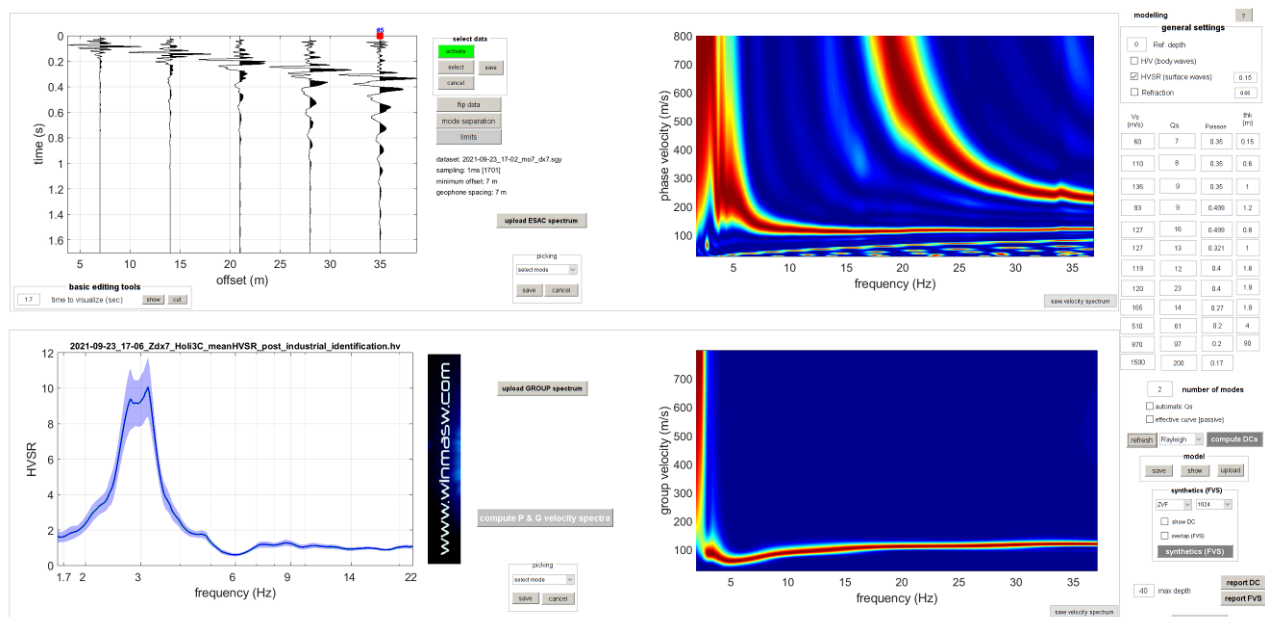 #5
0
0.2
0.4
0.6
0.8
1
1.2
1.4
1.6
time (s)
5 10 15 20 25 30 35
offset (m)
basic editing tools
1.7 time to visualize (sec) show cut
select data
activate
select save
cancel
flip data
mode separation
limits
dataset: 2021-09-23_17-02_mo7_dx7.sgy
sampling: 1ms [1701]
minimum offset: 7 m
geophone spacing: 7 m
upload ESAC spectrum
picking
select mode
save cancel
800
700
600
500
400
300
200
100
phase velocity (m/s)
5 10 15 20 25 30 35
frequency (Hz)
save velocity spectrum
2021-09-23_17-06_Zdx7_Holi3C_meanHVSR_post_industrial_identification.hv
12
10
8
6
4
2
0
HVSR
1.7 2 3 6 9 14 22
frequency (Hz)
www.winmasw.com
upload GROUP spectrum
compute P & G velocity spectra
picking
select mode
save cancel
700
600
500
400
300
200
100
group velocity (m/s)
5 10 15 20 25 30 35
frequency (Hz)
save velocity spectrum
modelling ?
general settings
0 Ref. depth
H/V (body waves)
HVSR (surface waves) 0.15
Refraction
Vs (m/s) Qs Poisson thk (m)
60 7 0.35 0.15
110 8 0.35 0.6
136 9 0.35 1
93 9 0.499 1.2
127 16 0.8
127 13 0.321 1
119 12 0.4 1.8
120 23 0.4
165 14 0.27
510 61 0.2 4
870 97 0.2
1500 200 0.17
2 number of modes
automatic Qs
effective curve (passive)
refresh Rayleigh compute DCs
model
save show upload
synthetics (FVS)
ZVF 1024
show DC
overlap (FVS)
synthetics (FVS)
40 max depth
report DC
report FVS